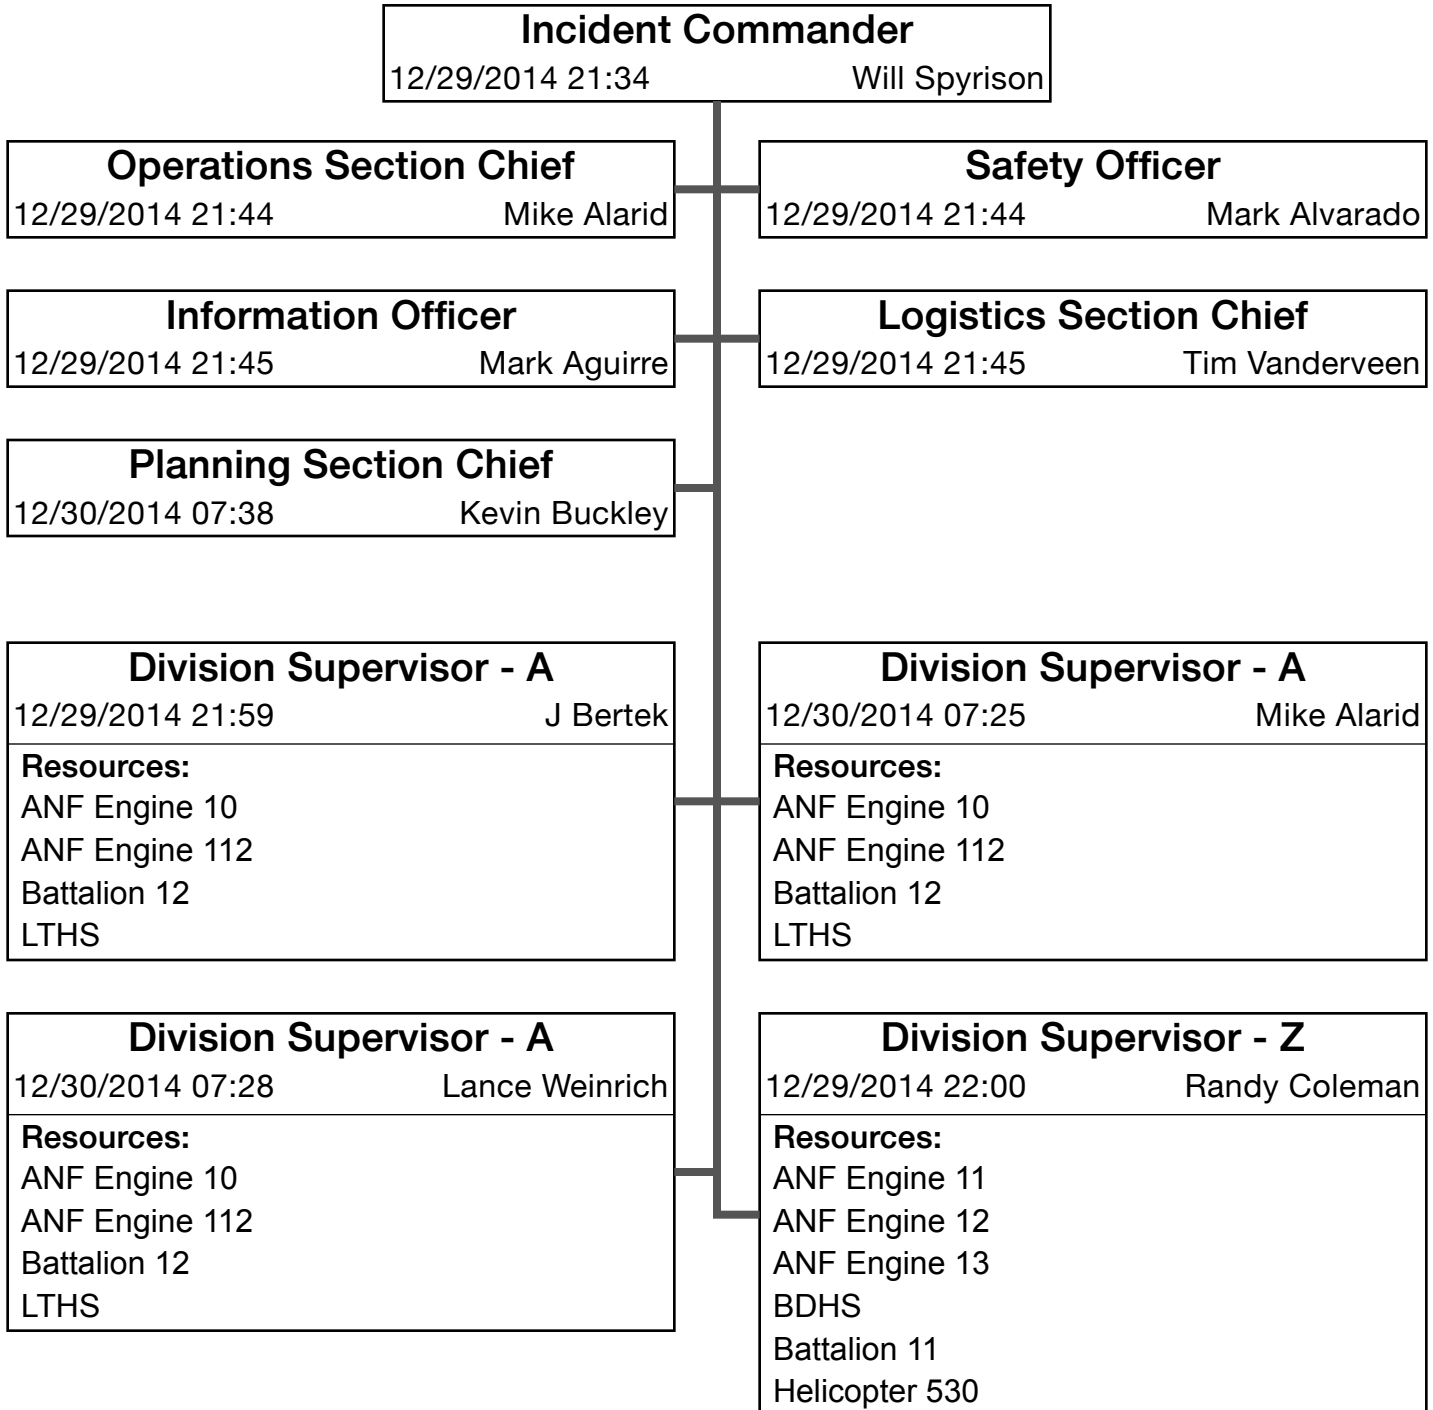 Incident Commander
12/29/2014 21:34 Will Spyrison
Operations Section Chief
12/29/2014 21:44 Mike Alarid
Safety Officer
12/29/2014 21:44 Mark Alvarado
Information Officer
12/29/2014 21:45 Mark Aguirre
Logistics Section Chief
12/29/2014 21:45 Tim Vanderveen
Planning Section Chief
12/30/2014 07:38 Kevin Buckley
Division Supervisor - A
12/29/2014 21:59 J Bertek
Resources:
ANF Engine 10
ANF Engine 112
Battalion 12
LTHS
Division Supervisor - A
12/30/2014 07:25 Mike Alarid
Resources:
ANF Engine 10
ANF Engine 112
Battalion 12
LTHS
Division Supervisor - A
12/30/2014 07:28 Lance Weinrich
Resources:
ANF Engine 10
ANF Engine 112
Battalion 12
LTHS
Division Supervisor - Z
12/29/2014 22:00 Randy Coleman
Resources:
ANF Engine 11
ANF Engine 12
ANF Engine 13
BDHS
Battalion 11
Helicopter 530